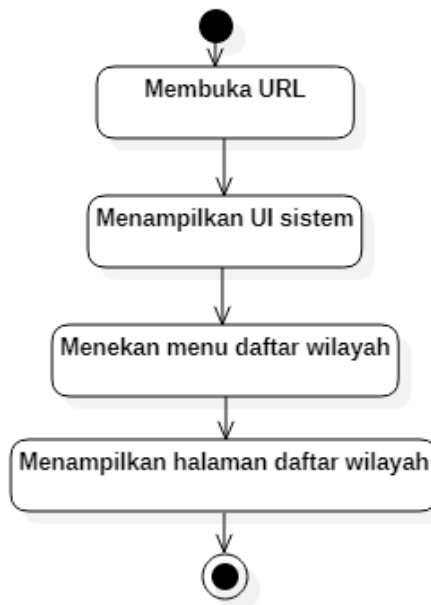 Membuka URL
Menampilkan UI sistem
Menekan menu daftar wilayah
Menampilkan halaman daftar wilayah